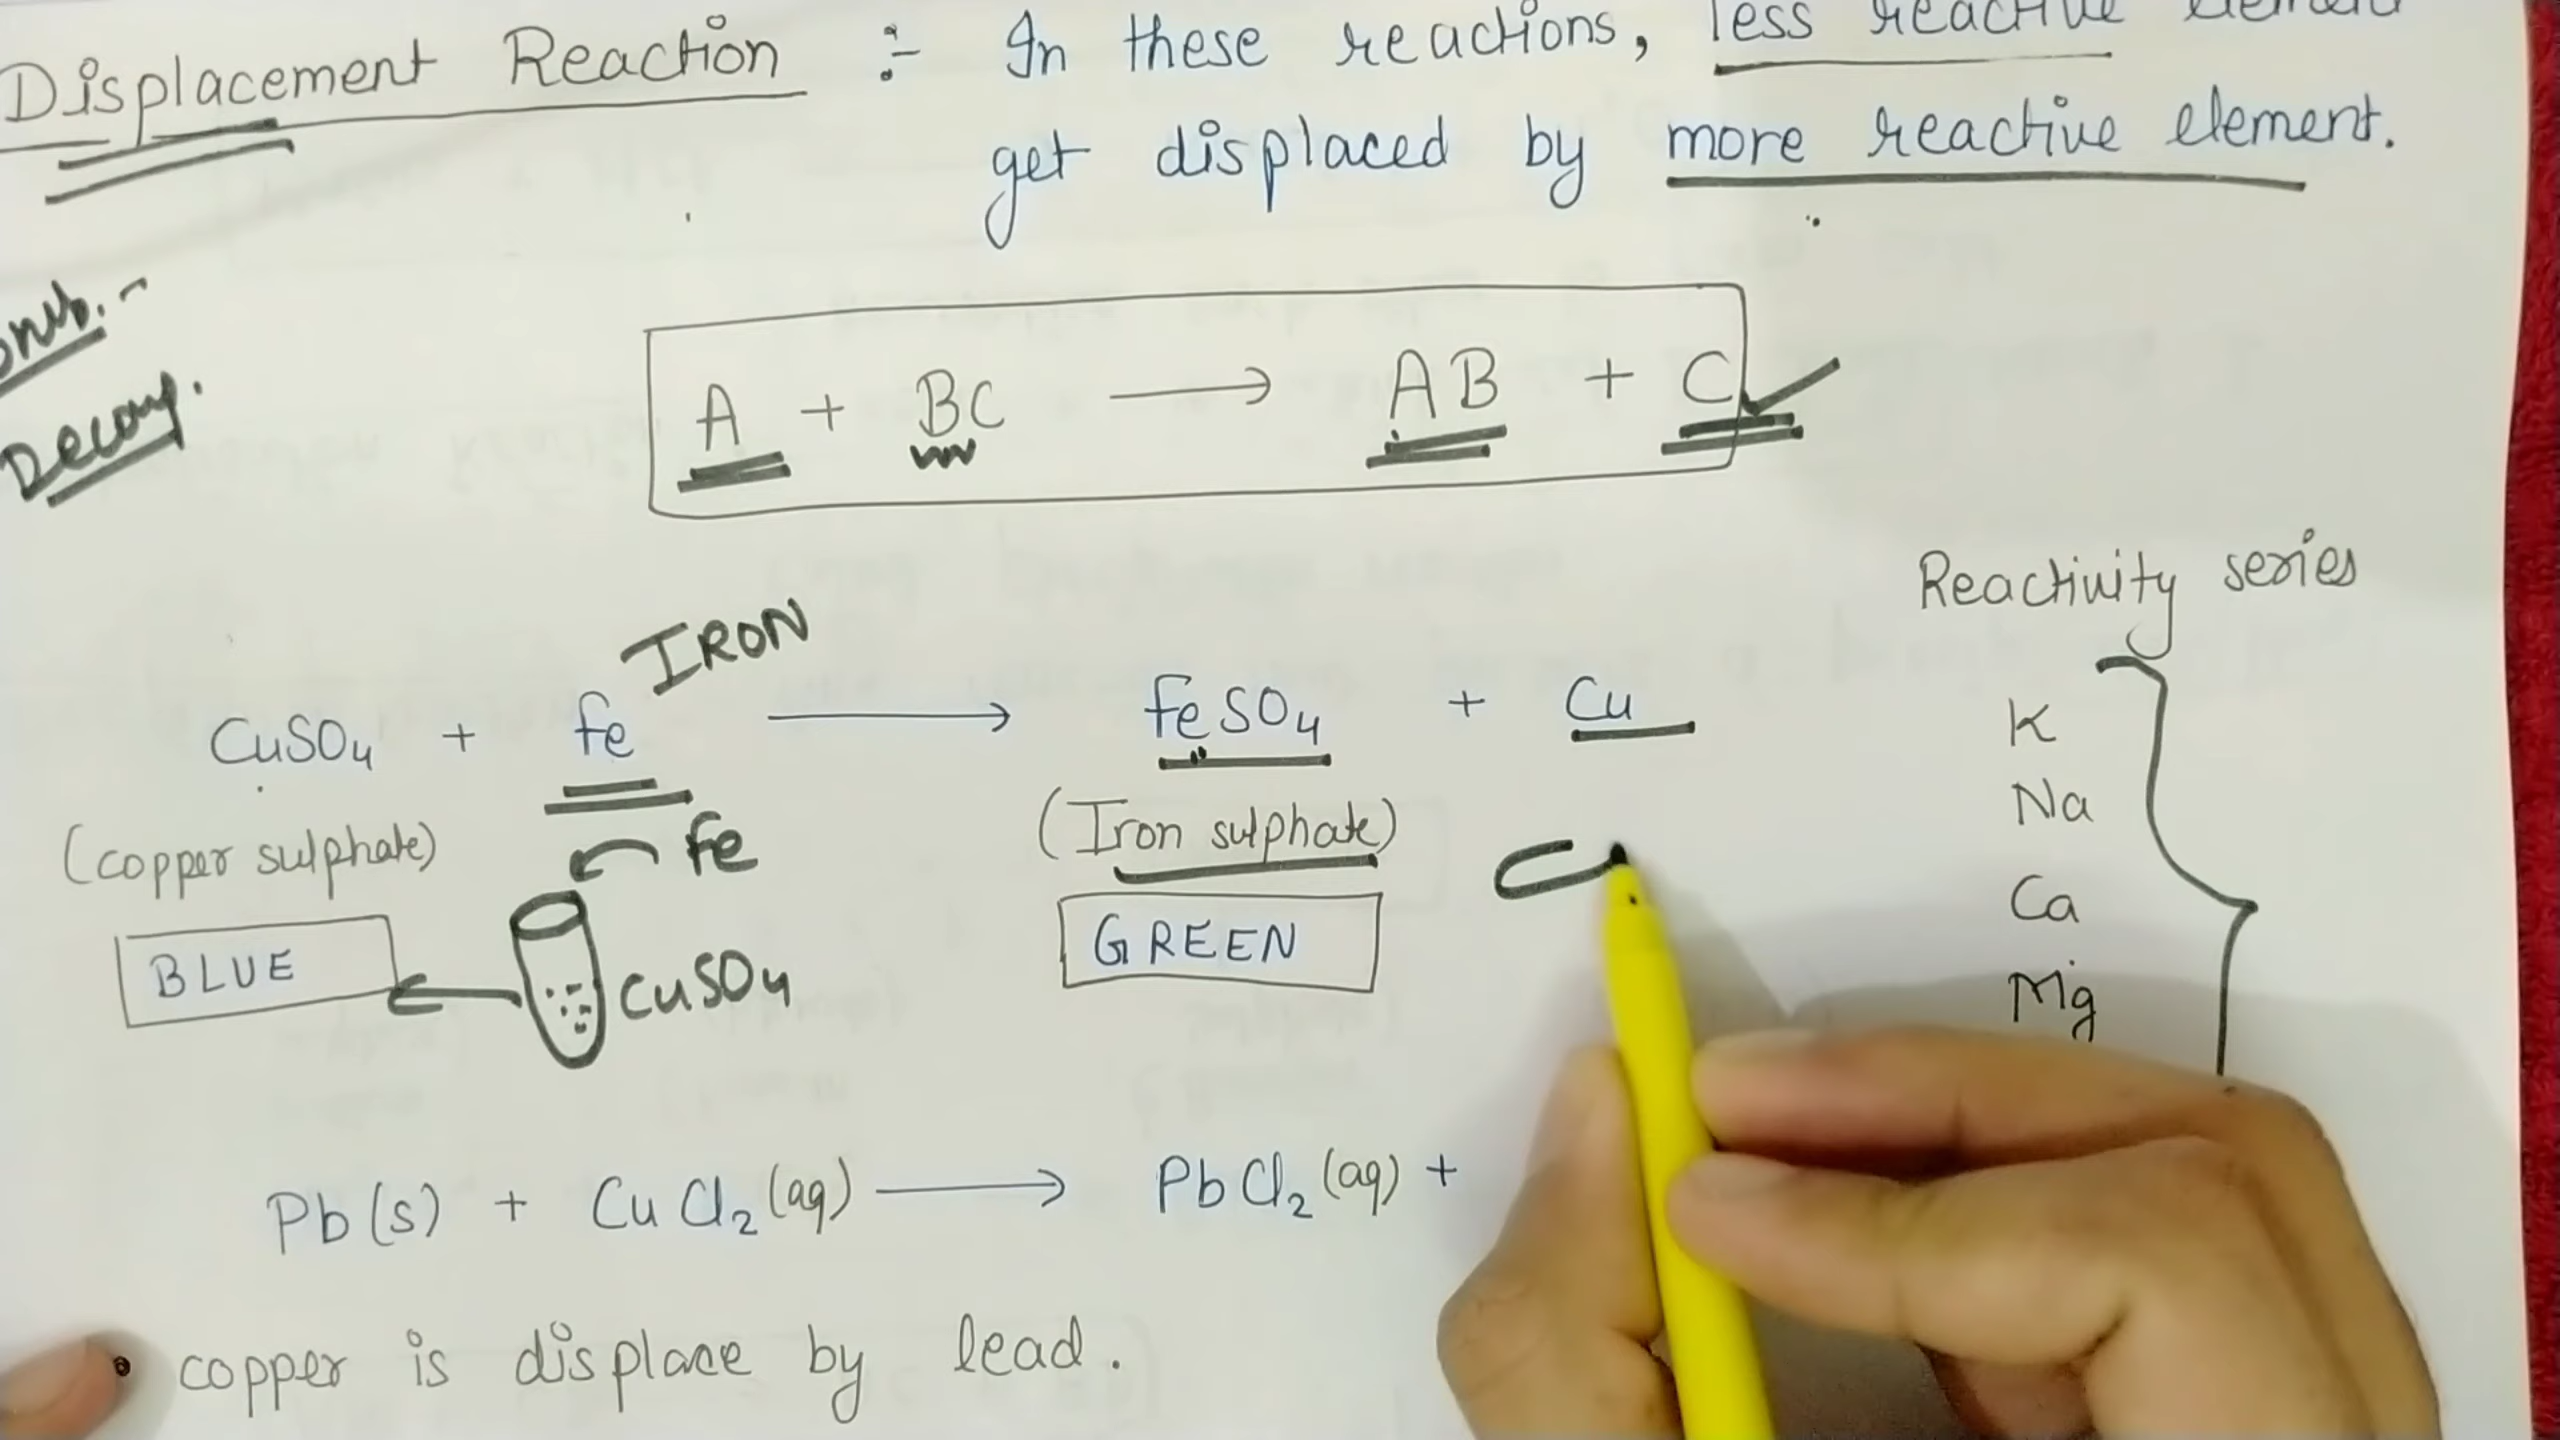 Displacement Reaction :- In these reactions, less reactive element
get displaced by more reactive element.
Decomp.
A + BC → AB + C
Reactivity series
IRON
CuSO₄ + Fe → FeSO₄ + Cu
(copper sulphate)
(Iron sulphate)
Fe
BLUE
CuSO₄
GREEN
K
Na
Ca
Mg
Pb(s) + CuCl₂(aq) → PbCl₂(aq) +
• copper is displace by lead.